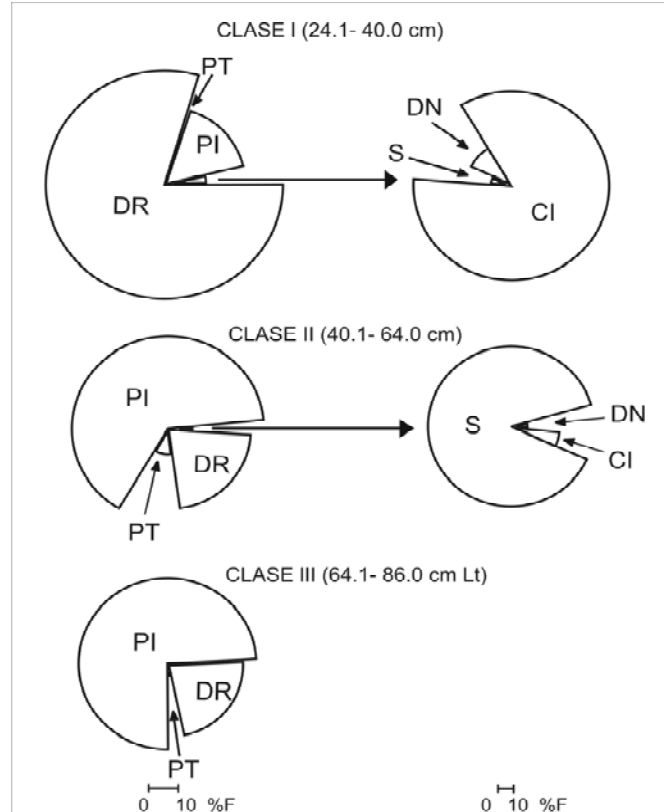 CLASE I (24.1- 40.0 cm)
PT
PI
DR
DN
S
CI
CLASE II (40.1- 64.0 cm)
PI
DR
PT
S
DN
CI
CLASE III (64.1- 86.0 cm Lt)
PI
DR
PT
0 10 %F
0 10 %F